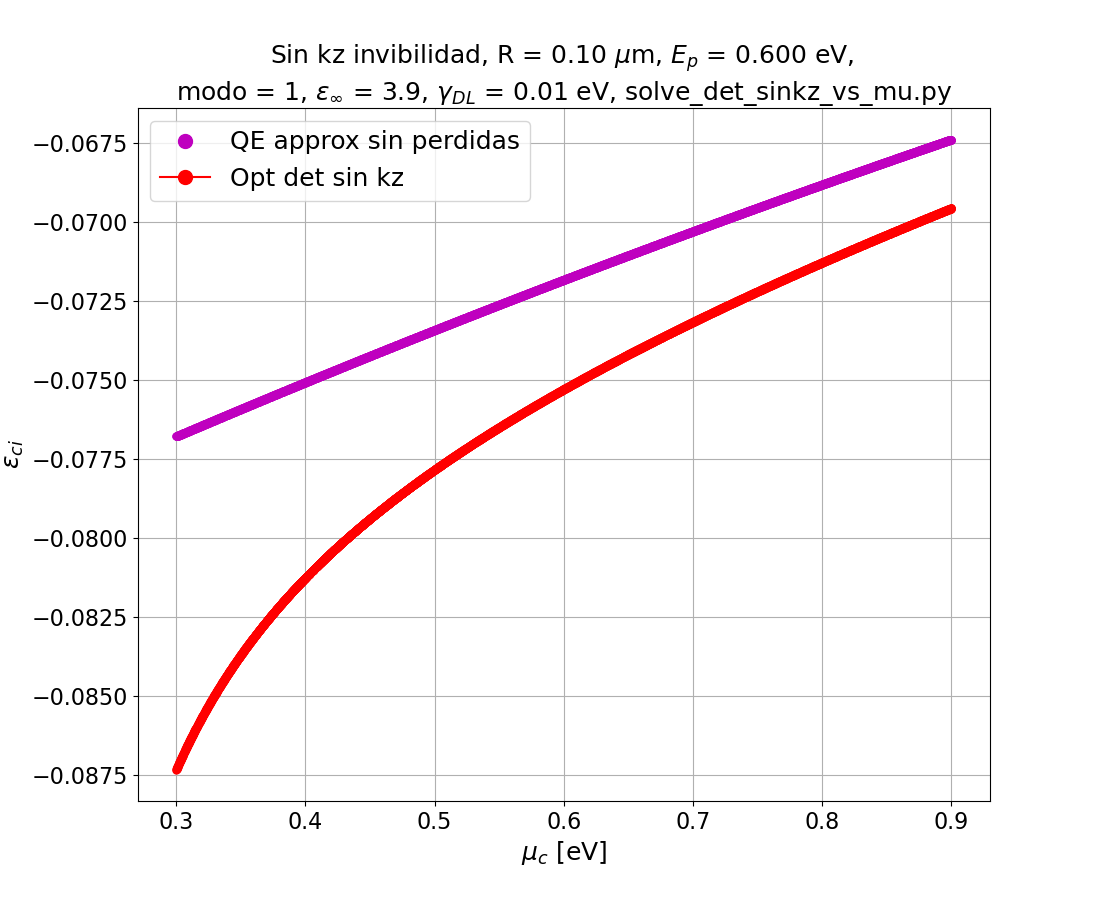 Sin kz invibilidad, R = 0.10 μm, E_p = 0.600 eV,
modo = 1, ε_∞ = 3.9, γ_DL = 0.01 eV, solve_det_sinkz_vs_mu.py
QE approx sin perdidas
Opt det sin kz
−0.0675
−0.0700
−0.0725
−0.0750
−0.0775
−0.0800
−0.0825
−0.0850
−0.0875
ε_ci
0.3 0.4 0.5 0.6 0.7 0.8 0.9
μ_c [eV]